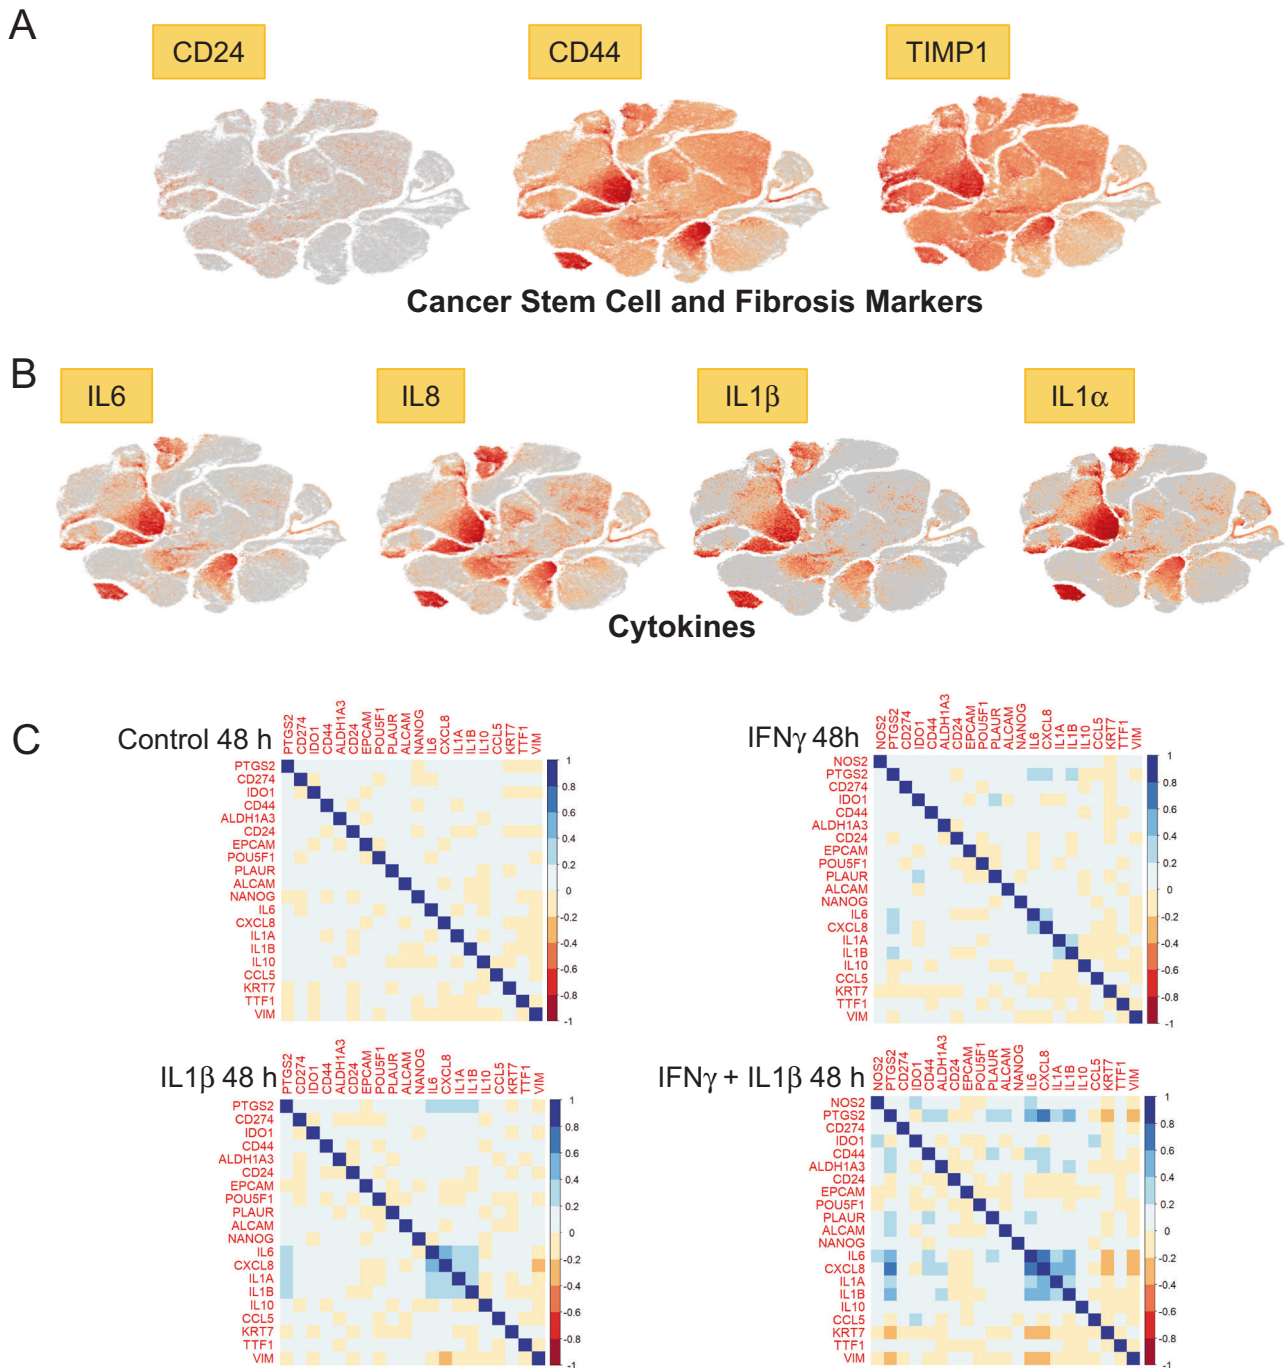 A
CD24
CD44
TIMP1
Cancer Stem Cell and Fibrosis Markers
B
IL6
IL8
IL1β
IL1α
Cytokines
C
Control 48 h
PTGS2 CD274 IDO1 CD44 ALDH1A3 CD24 EPCAM POU5F1 PLAUR ALCAM NANOG IL6 CXCL8 IL1A IL1B IL10 CCL5 KRT7 TTF1 VIM
PTGS2
CD274
IDO1
CD44
ALDH1A3
CD24
EPCAM
POU5F1
PLAUR
ALCAM
NANOG
IL6
CXCL8
IL1A
IL1B
IL10
CCL5
KRT7
TTF1
VIM
1
0.8
0.6
0.4
0.2
0
-0.2
-0.4
-0.6
-0.8
-1
IFNγ 48h
NOS2 PTGS2 CD274 IDO1 CD44 ALDH1A3 CD24 EPCAM POU5F1 PLAUR ALCAM NANOG IL6 CXCL8 IL1A IL1B IL10 CCL5 KRT7 TTF1 VIM
NOS2
PTGS2
CD274
IDO1
CD44
ALDH1A3
CD24
EPCAM
POU5F1
PLAUR
ALCAM
NANOG
IL6
CXCL8
IL1A
IL1B
IL10
CCL5
KRT7
TTF1
VIM
1
0.8
0.6
0.4
0.2
0
-0.2
-0.4
-0.6
-0.8
-1
IL1β 48 h
PTGS2 CD274 IDO1 CD44 ALDH1A3 CD24 EPCAM POU5F1 PLAUR ALCAM NANOG IL6 CXCL8 IL1A IL1B IL10 CCL5 KRT7 TTF1 VIM
PTGS2
CD274
IDO1
CD44
ALDH1A3
CD24
EPCAM
POU5F1
PLAUR
ALCAM
NANOG
IL6
CXCL8
IL1A
IL1B
IL10
CCL5
KRT7
TTF1
VIM
1
0.8
0.6
0.4
0.2
0
-0.2
-0.4
-0.6
-0.8
-1
IFNγ + IL1β 48 h
NOS2 PTGS2 CD274 IDO1 CD44 ALDH1A3 CD24 EPCAM POU5F1 PLAUR ALCAM NANOG IL6 CXCL8 IL1A IL1B IL10 CCL5 KRT7 TTF1 VIM
NOS2
PTGS2
CD274
IDO1
CD44
ALDH1A3
CD24
EPCAM
POU5F1
PLAUR
ALCAM
NANOG
IL6
CXCL8
IL1A
IL1B
IL10
CCL5
KRT7
TTF1
VIM
1
0.8
0.6
0.4
0.2
0
-0.2
-0.4
-0.6
-0.8
-1